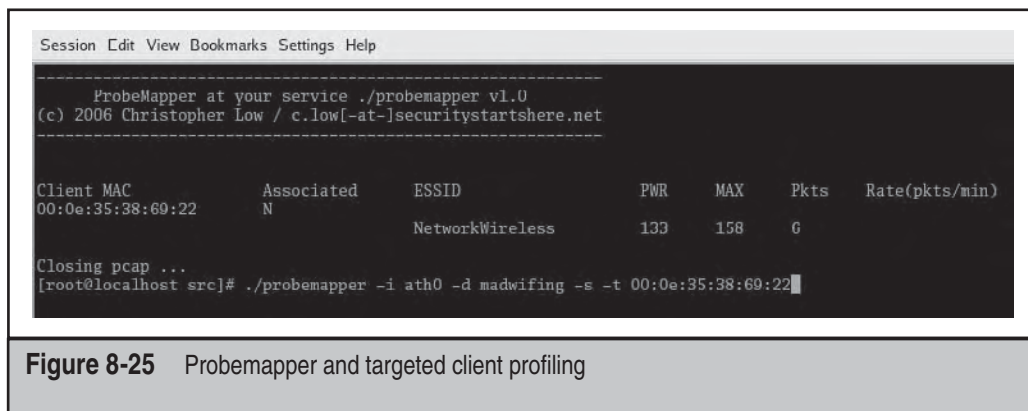 Session Edit View Bookmarks Settings Help
------------------------------------------------------------
ProbeMapper at your service ./probemapper v1.0
(c) 2006 Christopher Low / c.low[-at-]securitystartshere.net
------------------------------------------------------------
Client MAC Associated ESSID PWR MAX Pkts Rate(pkts/min)
00:0e:35:38:69:22 N
NetworkWireless 133 158 G
Closing pcap ...
[root@localhost src]# ./probemapper -i ath0 -d madwifing -s -t 00:0e:35:38:69:22
Figure 8-25 Probemapper and targeted client profiling